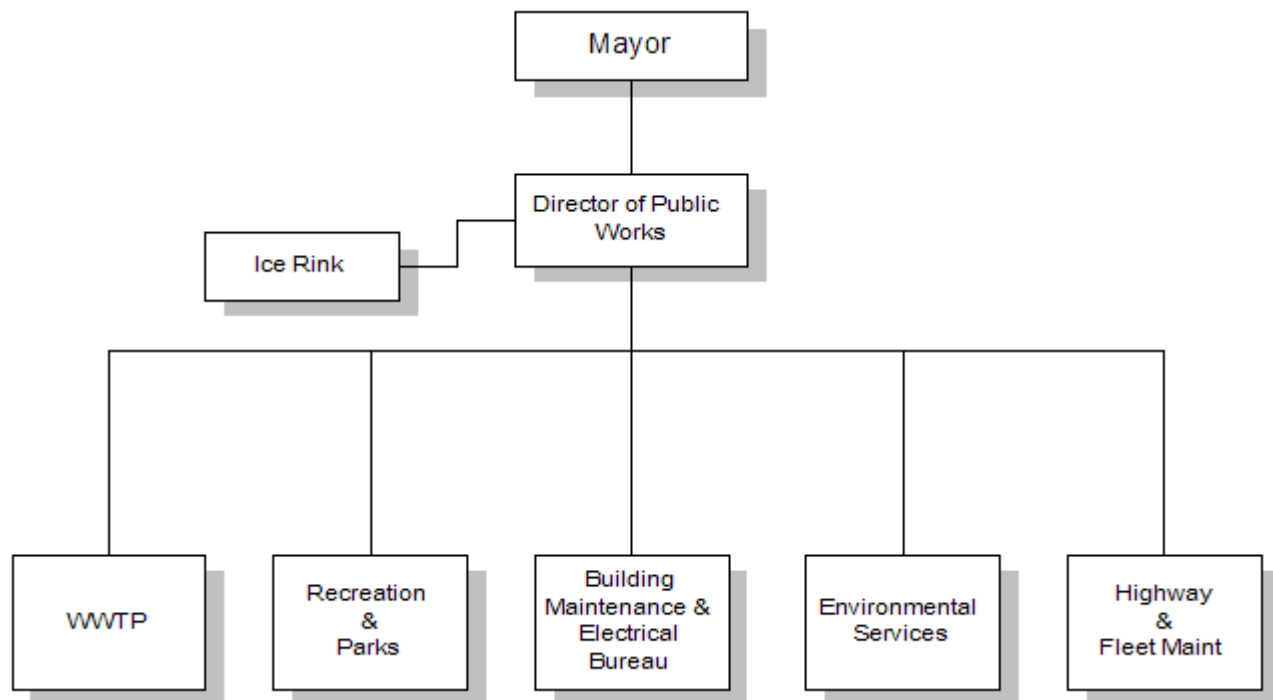 Mayor
Director of Public
Works
Ice Rink
WWTP
Recreation
&
Parks
Building
Maintenance &
Electrical
Bureau
Environmental
Services
Highway
&
Fleet Maint